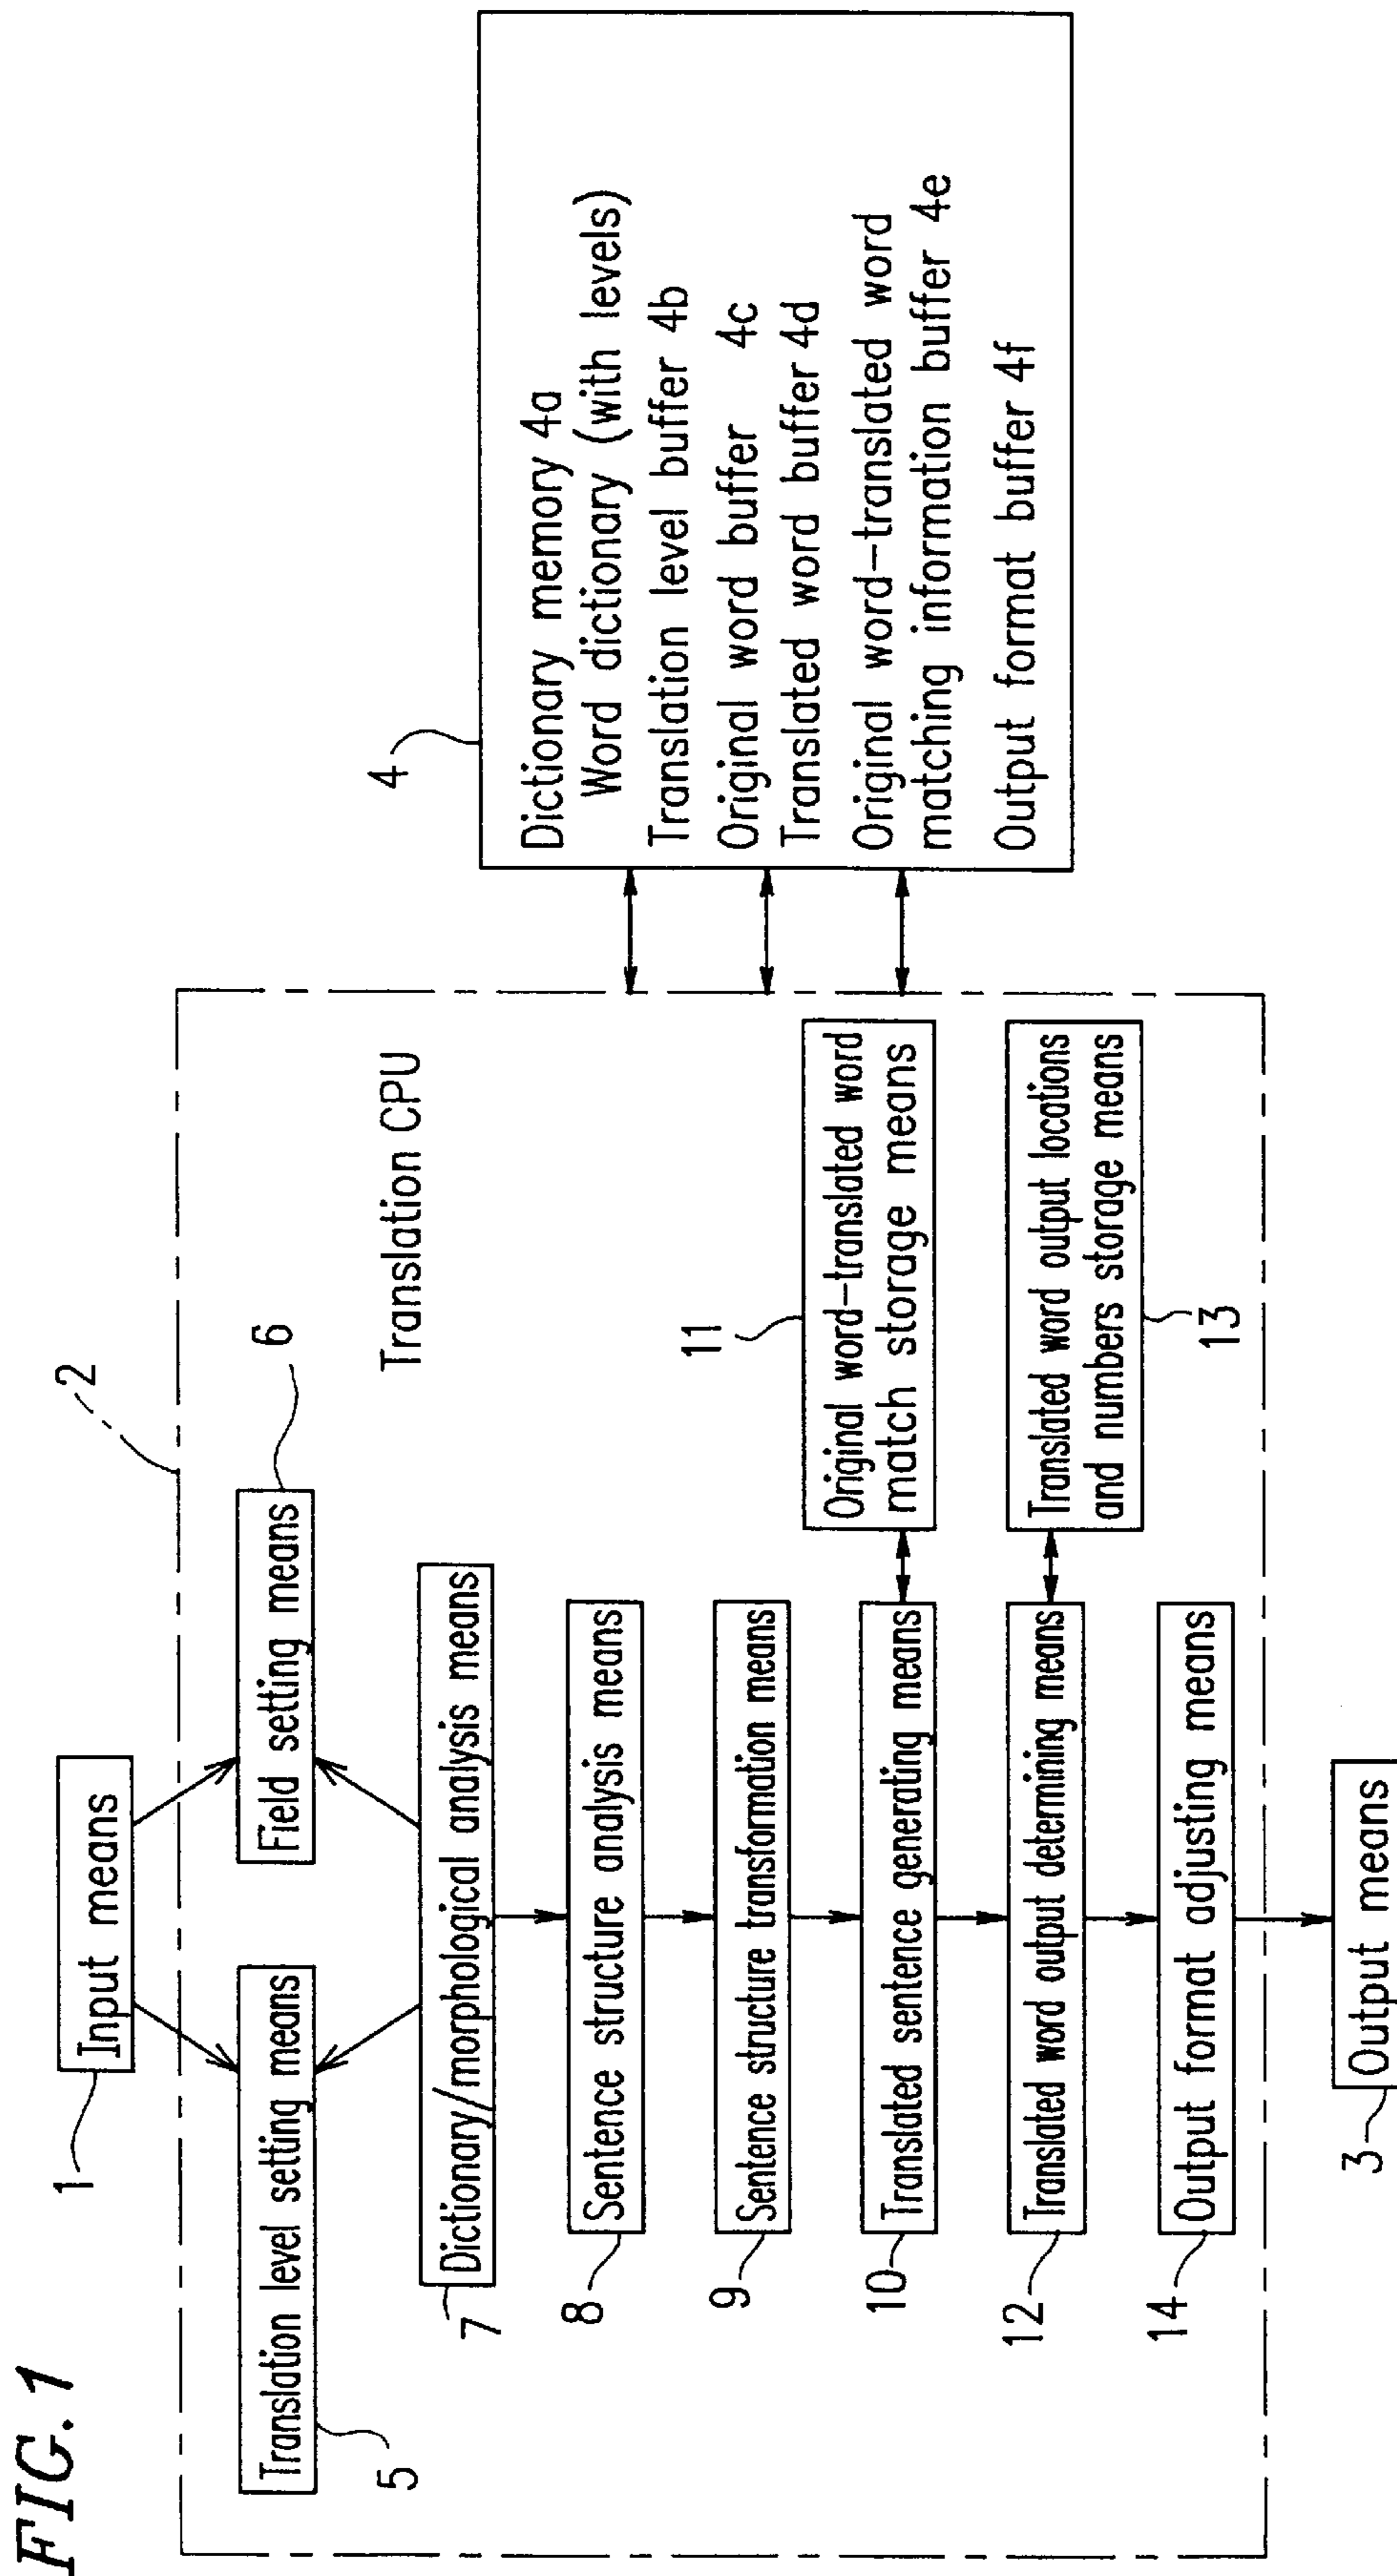 FIG. 1
1
Input means
2
Translation level setting means
5
Field setting means
6
Translation CPU
7
Dictionary/morphological analysis means
8
Sentence structure analysis means
9
Sentence structure transformation means
10
Translated sentence generating means
11
Original word-translated word
match storage means
12
Translated word output determining means
Translated word output locations
and numbers storage means
13
14
Output format adjusting means
3
Output means
4
Dictionary memory 4a
Word dictionary (with levels)
Translation level buffer 4b
Original word buffer 4c
Translated word buffer 4d
Original word-translated word
matching information buffer 4e
Output format buffer 4f